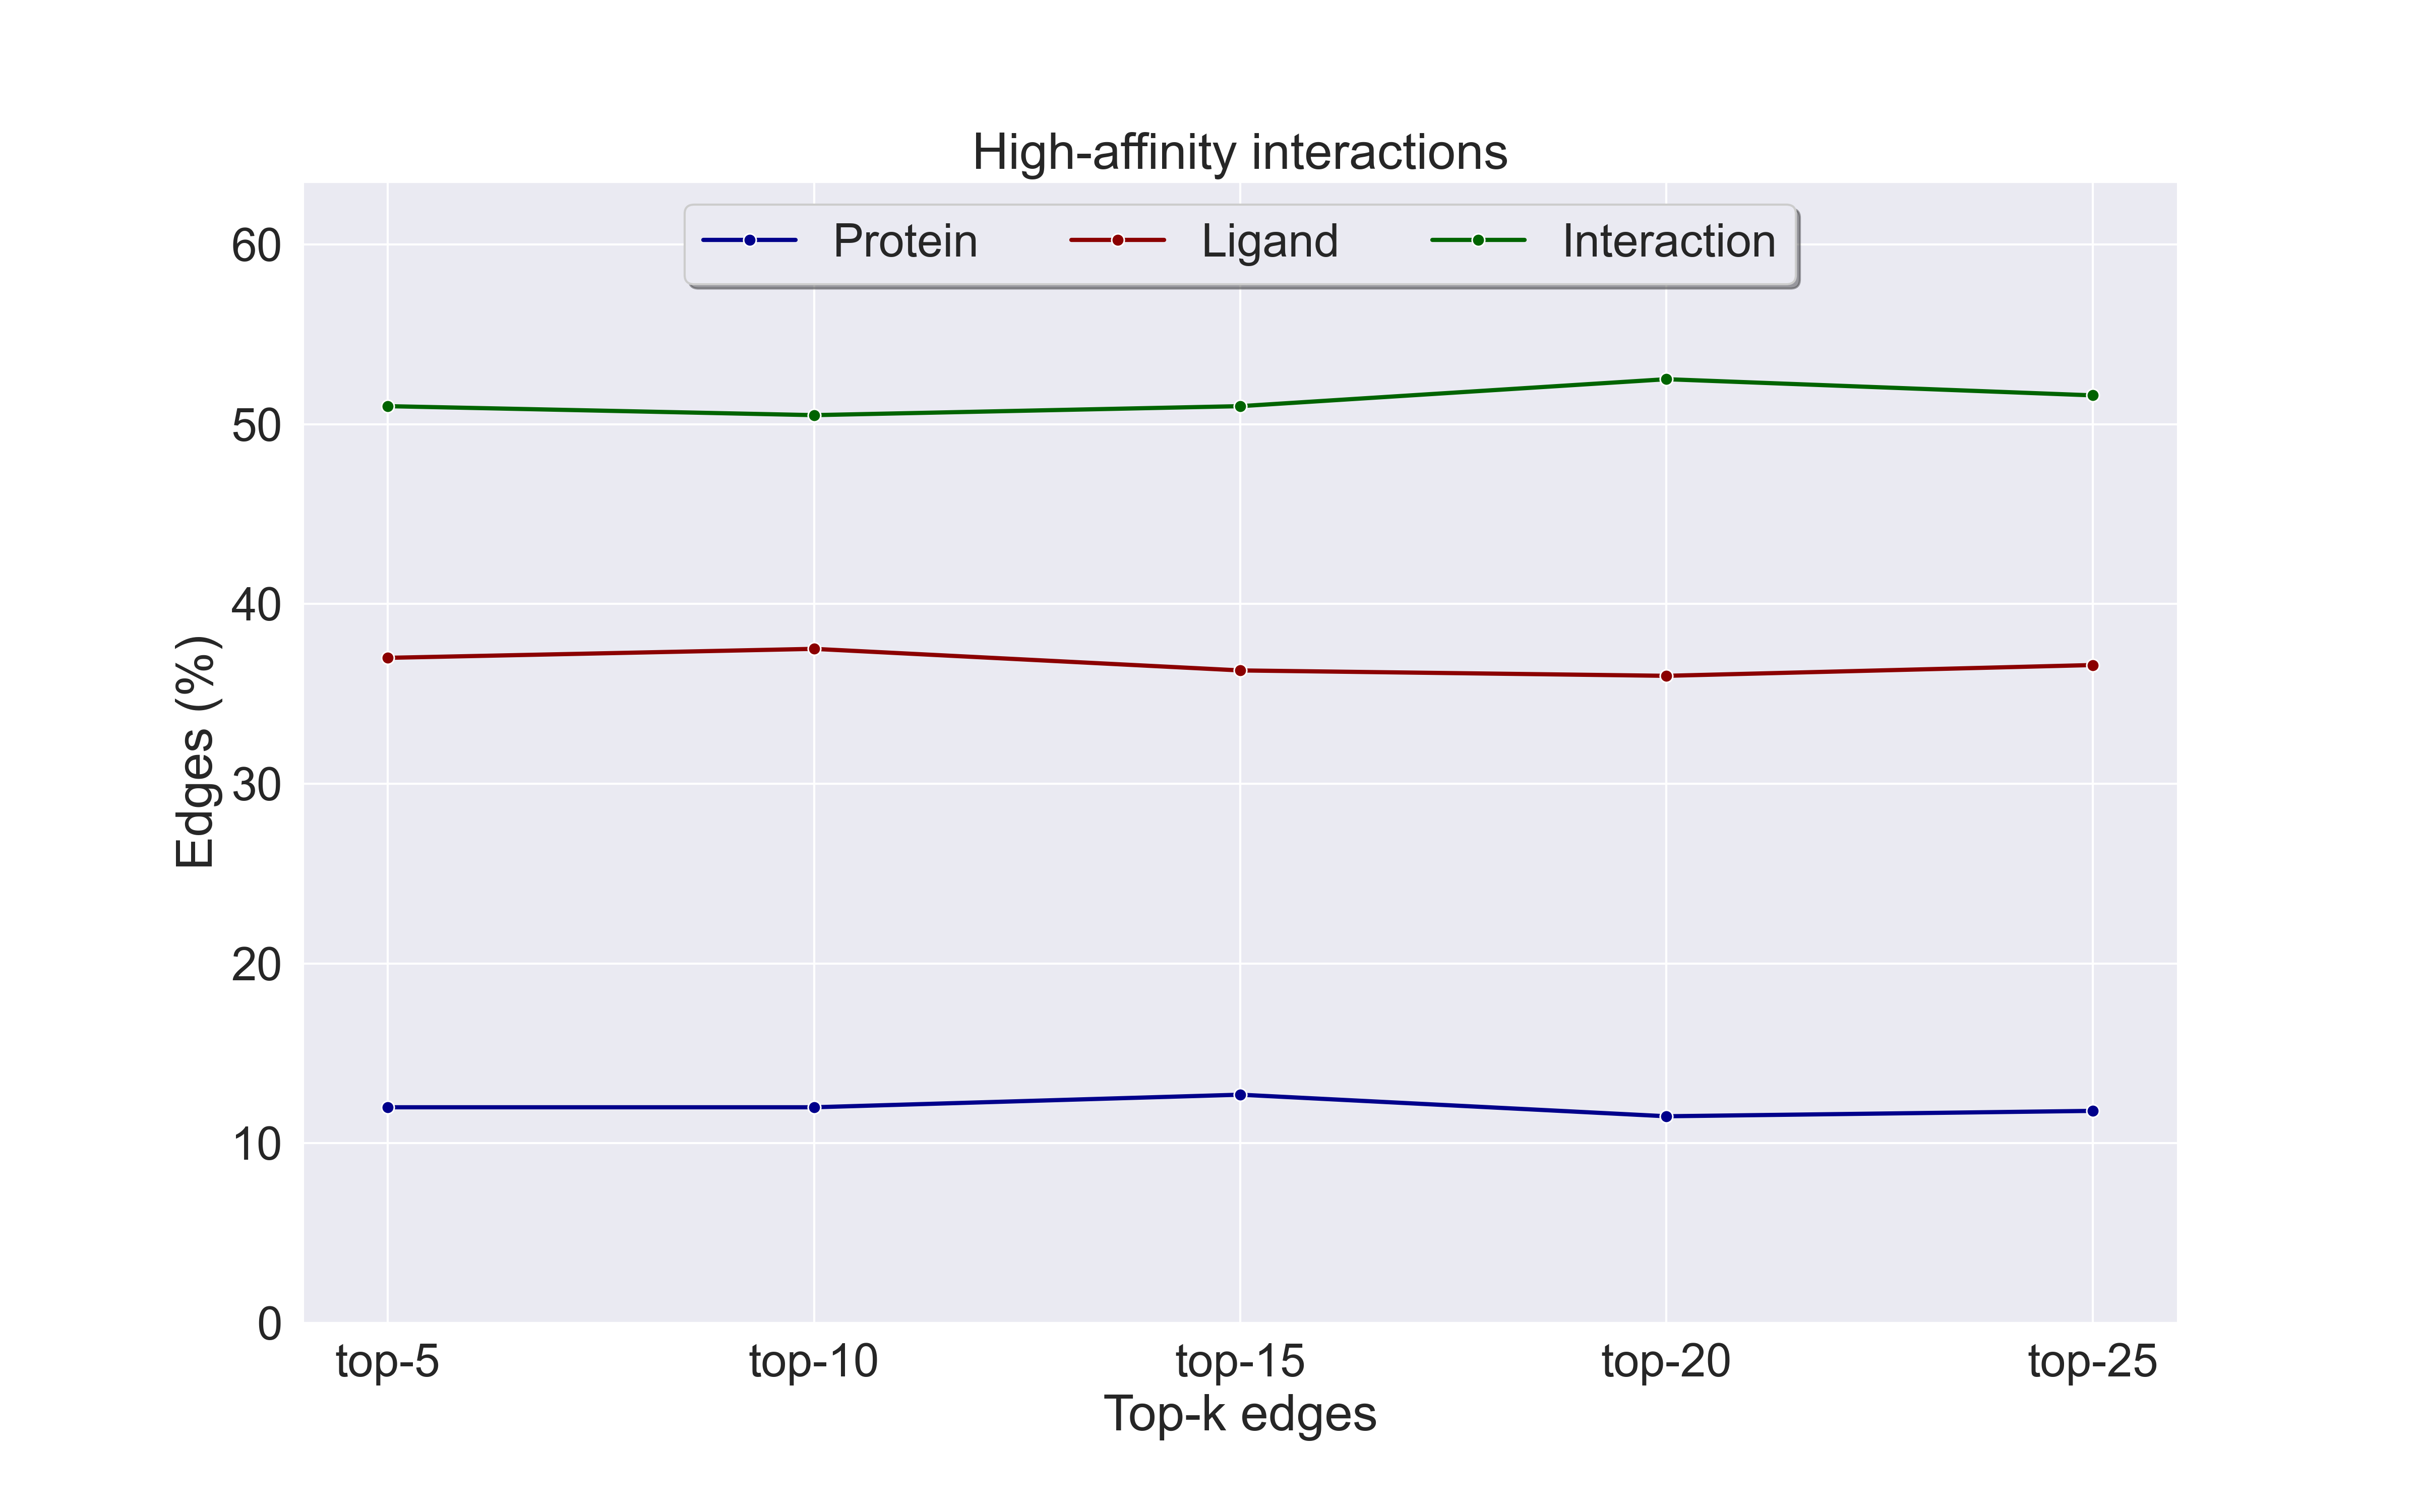 High-affinity interactions
Protein Ligand Interaction
60
50
40
30
20
10
0
Edges (%)
top-5 top-10 top-15 top-20 top-25
Top-k edges